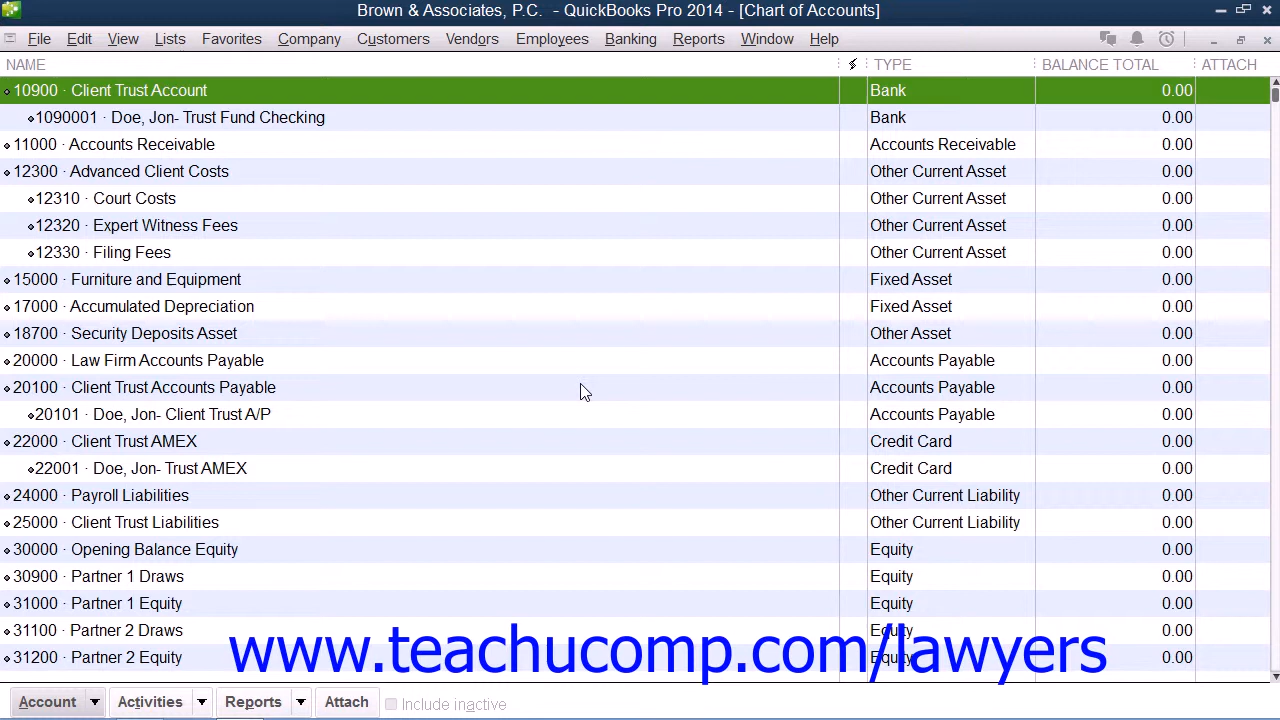 Brown & Associates, P.C. - QuickBooks Pro 2014 - [Chart of Accounts]
File Edit View Lists Favorites Company Customers Vendors Employees Banking Reports Window Help
NAME TYPE BALANCE TOTAL ATTACH
10900 · Client Trust Account Bank 0.00
1090001 · Doe, Jon- Trust Fund Checking Bank 0.00
11000 · Accounts Receivable Accounts Receivable 0.00
12300 · Advanced Client Costs Other Current Asset 0.00
12310 · Court Costs Other Current Asset 0.00
12320 · Expert Witness Fees Other Current Asset 0.00
12330 · Filing Fees Other Current Asset 0.00
15000 · Furniture and Equipment Fixed Asset 0.00
17000 · Accumulated Depreciation Fixed Asset 0.00
18700 · Security Deposits Asset Other Asset 0.00
20000 · Law Firm Accounts Payable Accounts Payable 0.00
20100 · Client Trust Accounts Payable Accounts Payable 0.00
20101 · Doe, Jon- Client Trust A/P Accounts Payable 0.00
22000 · Client Trust AMEX Credit Card 0.00
22001 · Doe, Jon- Trust AMEX Credit Card 0.00
24000 · Payroll Liabilities Other Current Liability 0.00
25000 · Client Trust Liabilities Other Current Liability 0.00
30000 · Opening Balance Equity Equity 0.00
30900 · Partner 1 Draws Equity 0.00
31000 · Partner 1 Equity Equity 0.00
31100 · Partner 2 Draws Equity 0.00
31200 · Partner 2 Equity Equity 0.00
www.teachucomp.com/lawyers
Account Activities Reports Attach Include inactive